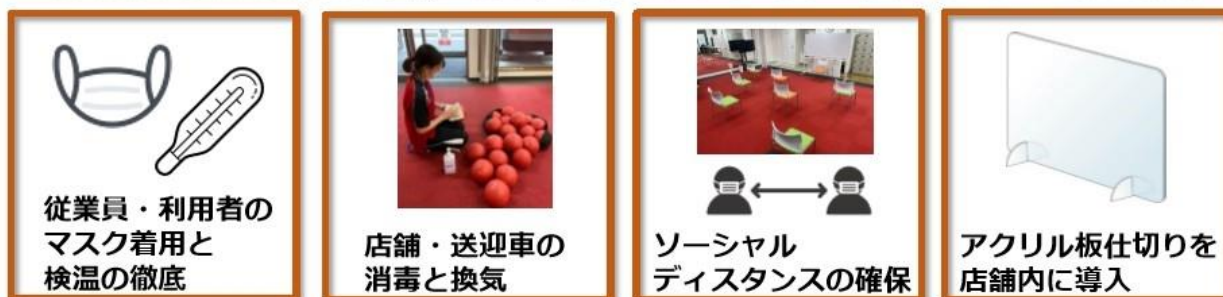 従業員・利用者の
マスク着用と
検温の徹底
店舗・送迎車の
消毒と換気
ソーシャル
ディスタンスの確保
アクリル板仕切りを
店舗内に導入